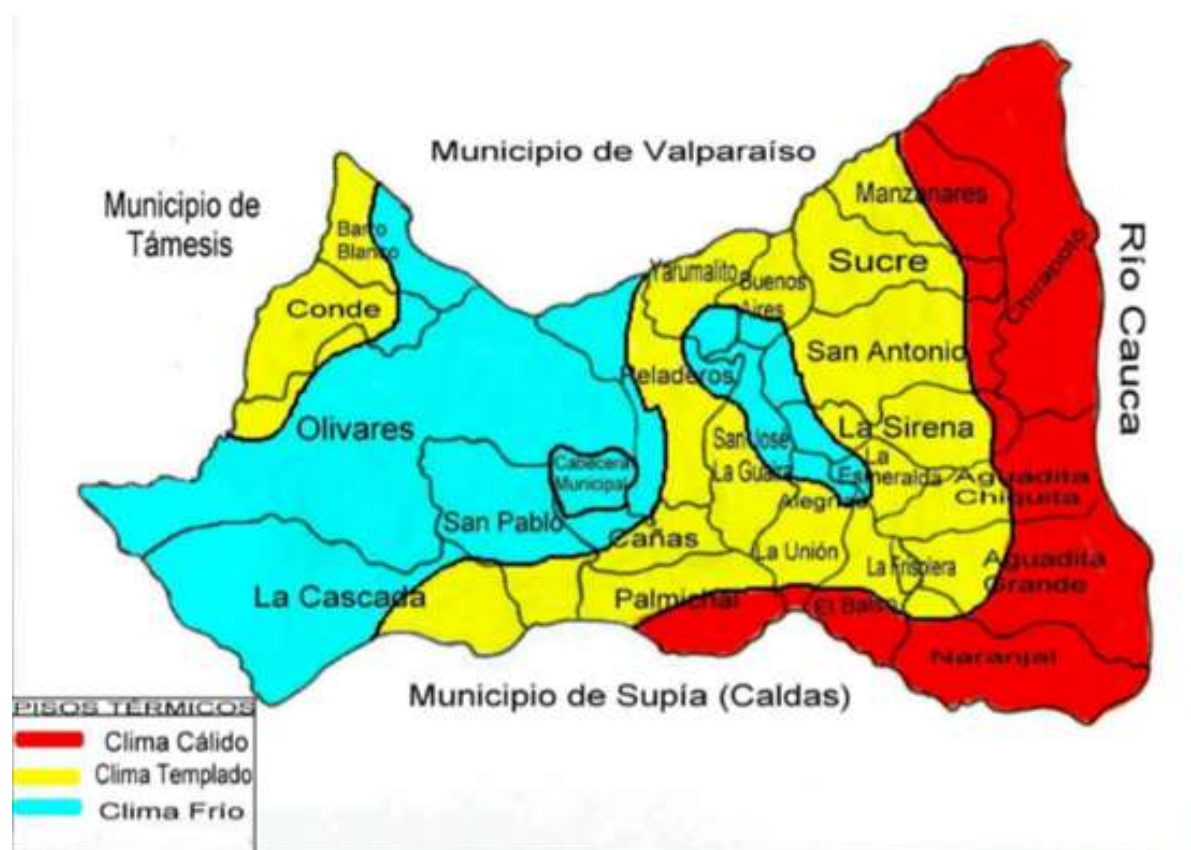 Municipio de Valparaíso
Municipio de
Támesis
Manzanares
Barro
Blanco
Río Cauca
Sucre
Yarumalito
Buenos
Aires
Chirapoto
Conde
San Antonio
Peladeros
Olivares
La Sirena
San José
La Guaira
Cabecera
Municipal
La
Esmeralda
Aguadita
Chiquita
Alegrias
San Pablo
Cañas
La Unión
Aguadita
Grande
La Frisolera
La Cascada
Palmichal
El Balso
Naranjal
Municipio de Supía (Caldas)
PISOS TÉRMICOS
Clima Cálido
Clima Templado
Clima Frío